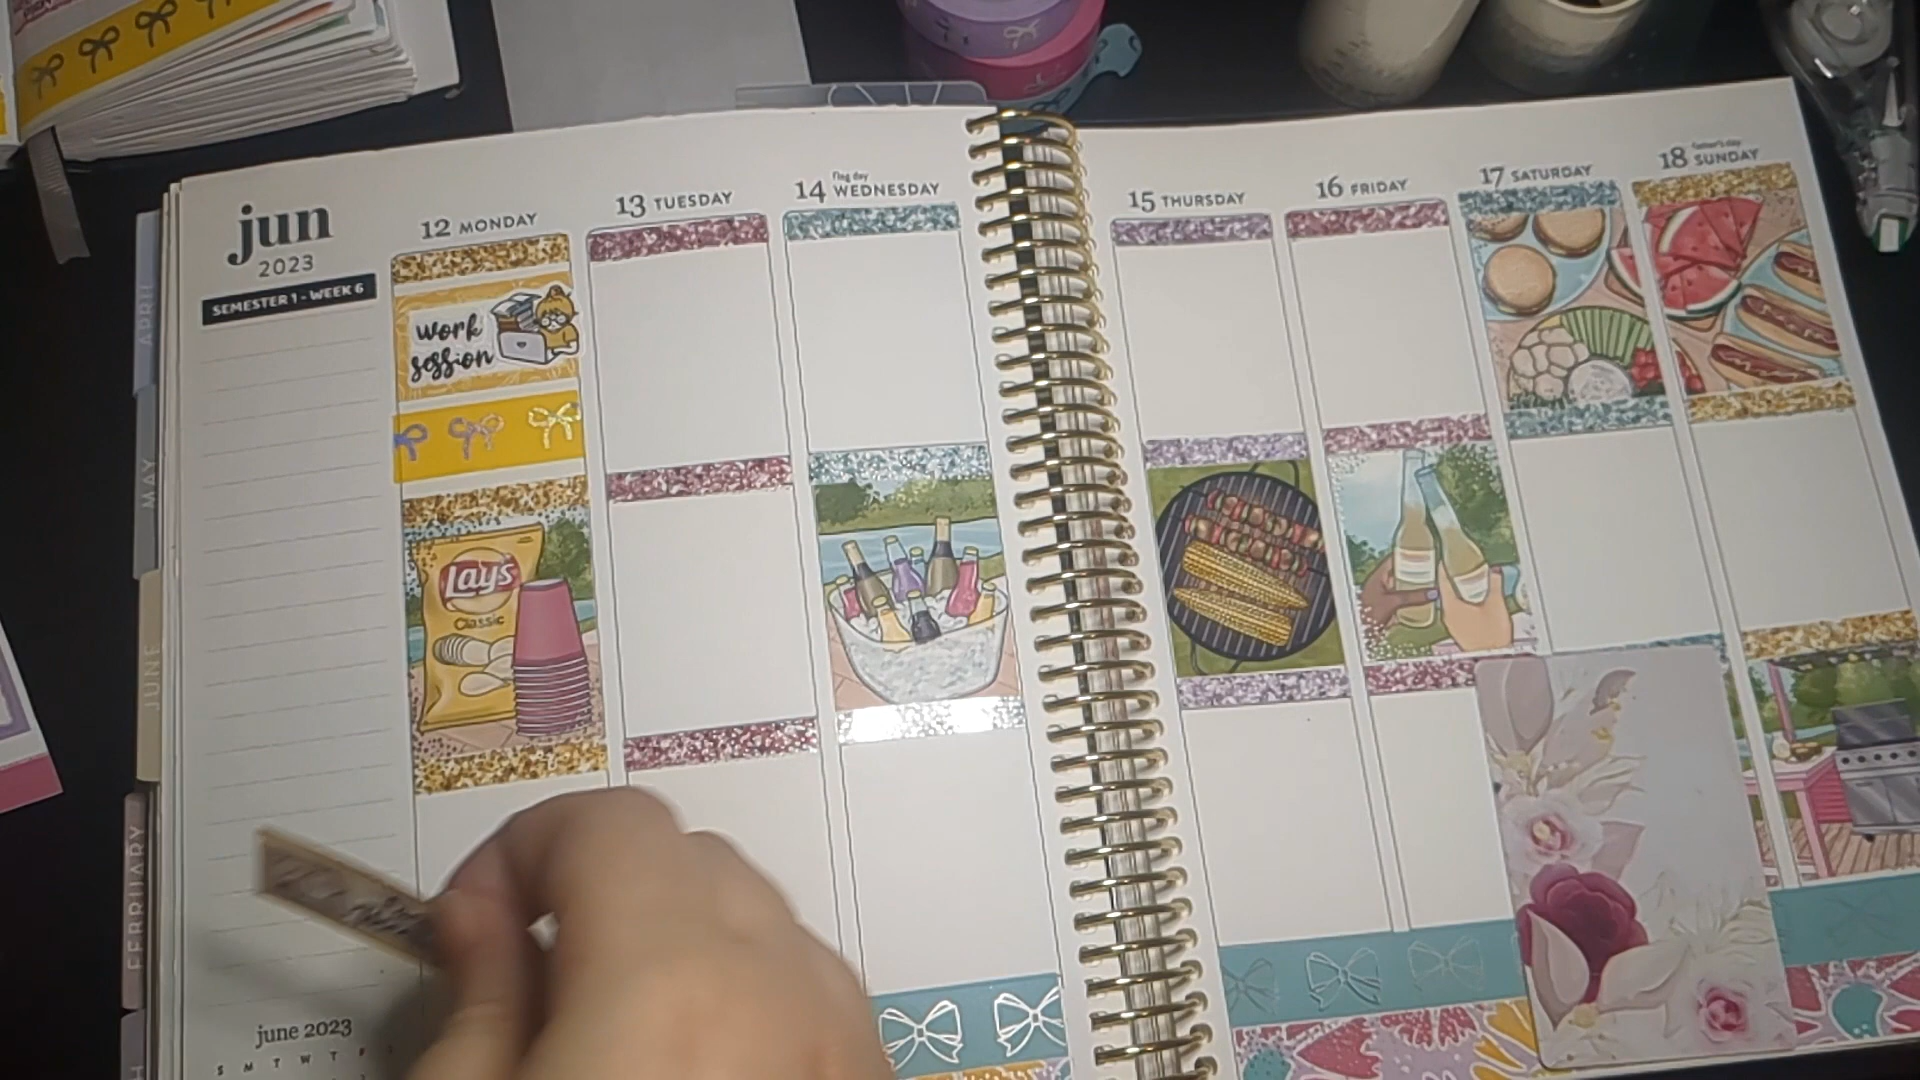 jun
2023
SEMESTER 1 - WEEK 6
12 MONDAY
13 TUESDAY
flag day
14 WEDNESDAY
15 THURSDAY
16 FRIDAY
17 SATURDAY
father's day
18 SUNDAY
work
session
Lay's
Classic
APRIL
MAY
JUNE
FEBRUARY
june 2023
S M T W T F